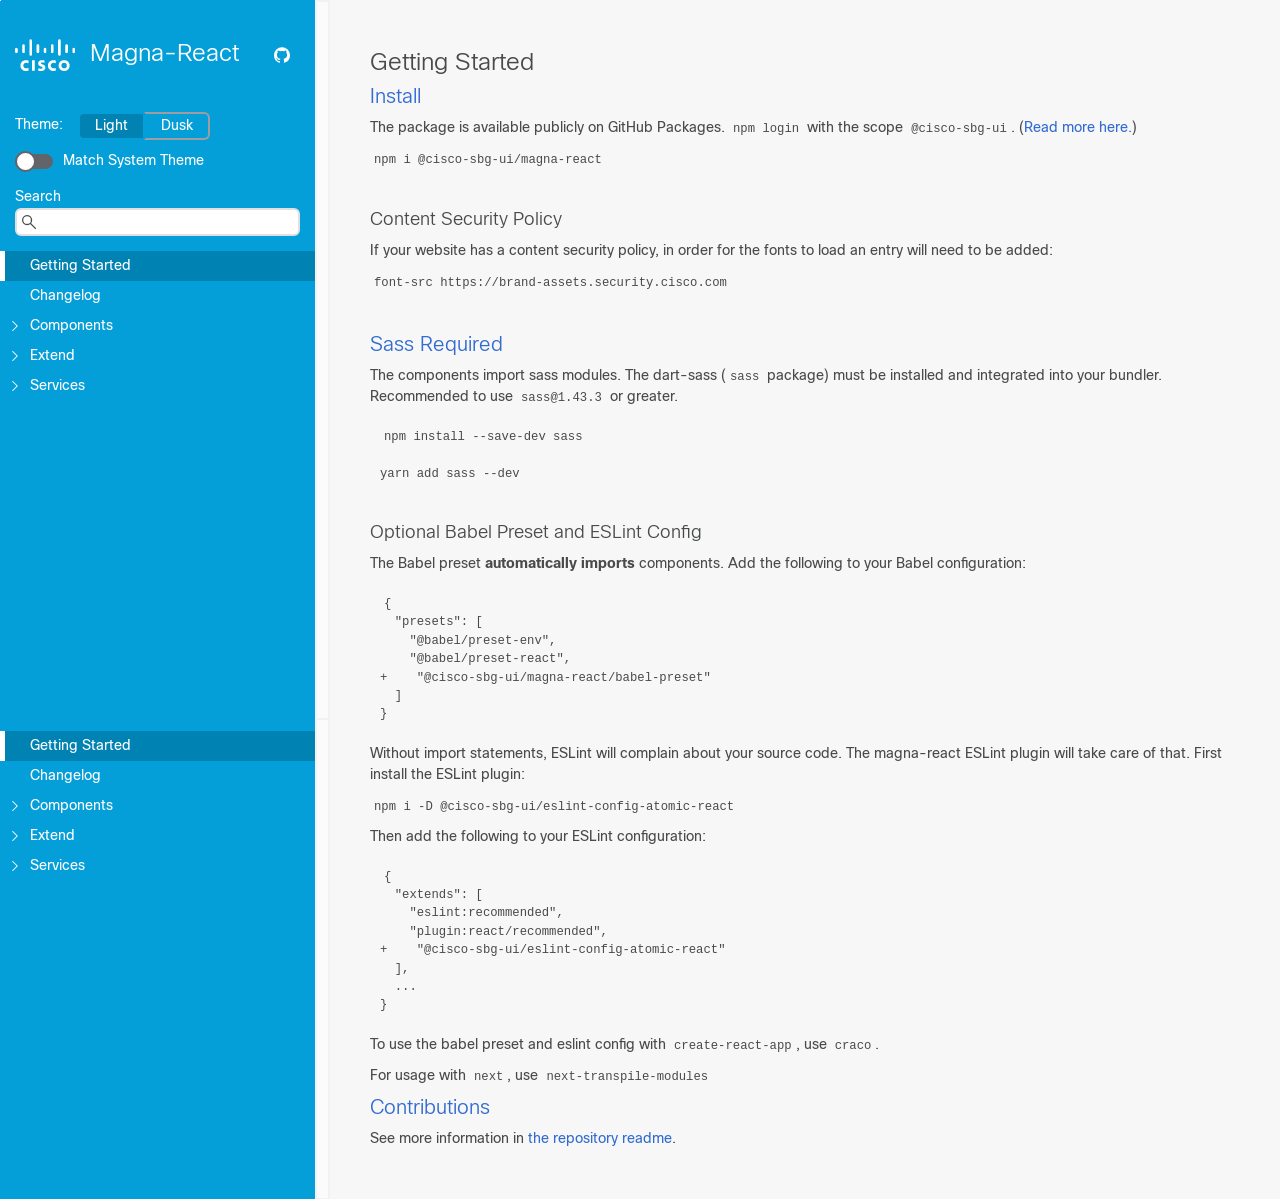 cisco
Magna-React
Theme:
Light
Dusk
Match System Theme
Search
Getting Started
Changelog
Components
Extend
Services
Getting Started
Changelog
Components
Extend
Services
Getting Started
Install
The package is available publicly on GitHub Packages. npm login with the scope @cisco-sbg-ui. (Read more here.)
npm i @cisco-sbg-ui/magna-react
Content Security Policy
If your website has a content security policy, in order for the fonts to load an entry will need to be added:
font-src https://brand-assets.security.cisco.com
Sass Required
The components import sass modules. The dart-sass ( sass package) must be installed and integrated into your bundler.
Recommended to use sass@1.43.3 or greater.
npm install --save-dev sass
yarn add sass --dev
Optional Babel Preset and ESLint Config
The Babel preset automatically imports components. Add the following to your Babel configuration:
{
"presets": [
"@babel/preset-env",
"@babel/preset-react",
+    "@cisco-sbg-ui/magna-react/babel-preset"
]
}
Without import statements, ESLint will complain about your source code. The magna-react ESLint plugin will take care of that. First
install the ESLint plugin:
npm i -D @cisco-sbg-ui/eslint-config-atomic-react
Then add the following to your ESLint configuration:
{
"extends": [
"eslint:recommended",
"plugin:react/recommended",
+    "@cisco-sbg-ui/eslint-config-atomic-react"
],
...
}
To use the babel preset and eslint config with create-react-app, use craco.
For usage with next, use next-transpile-modules
Contributions
See more information in the repository readme.